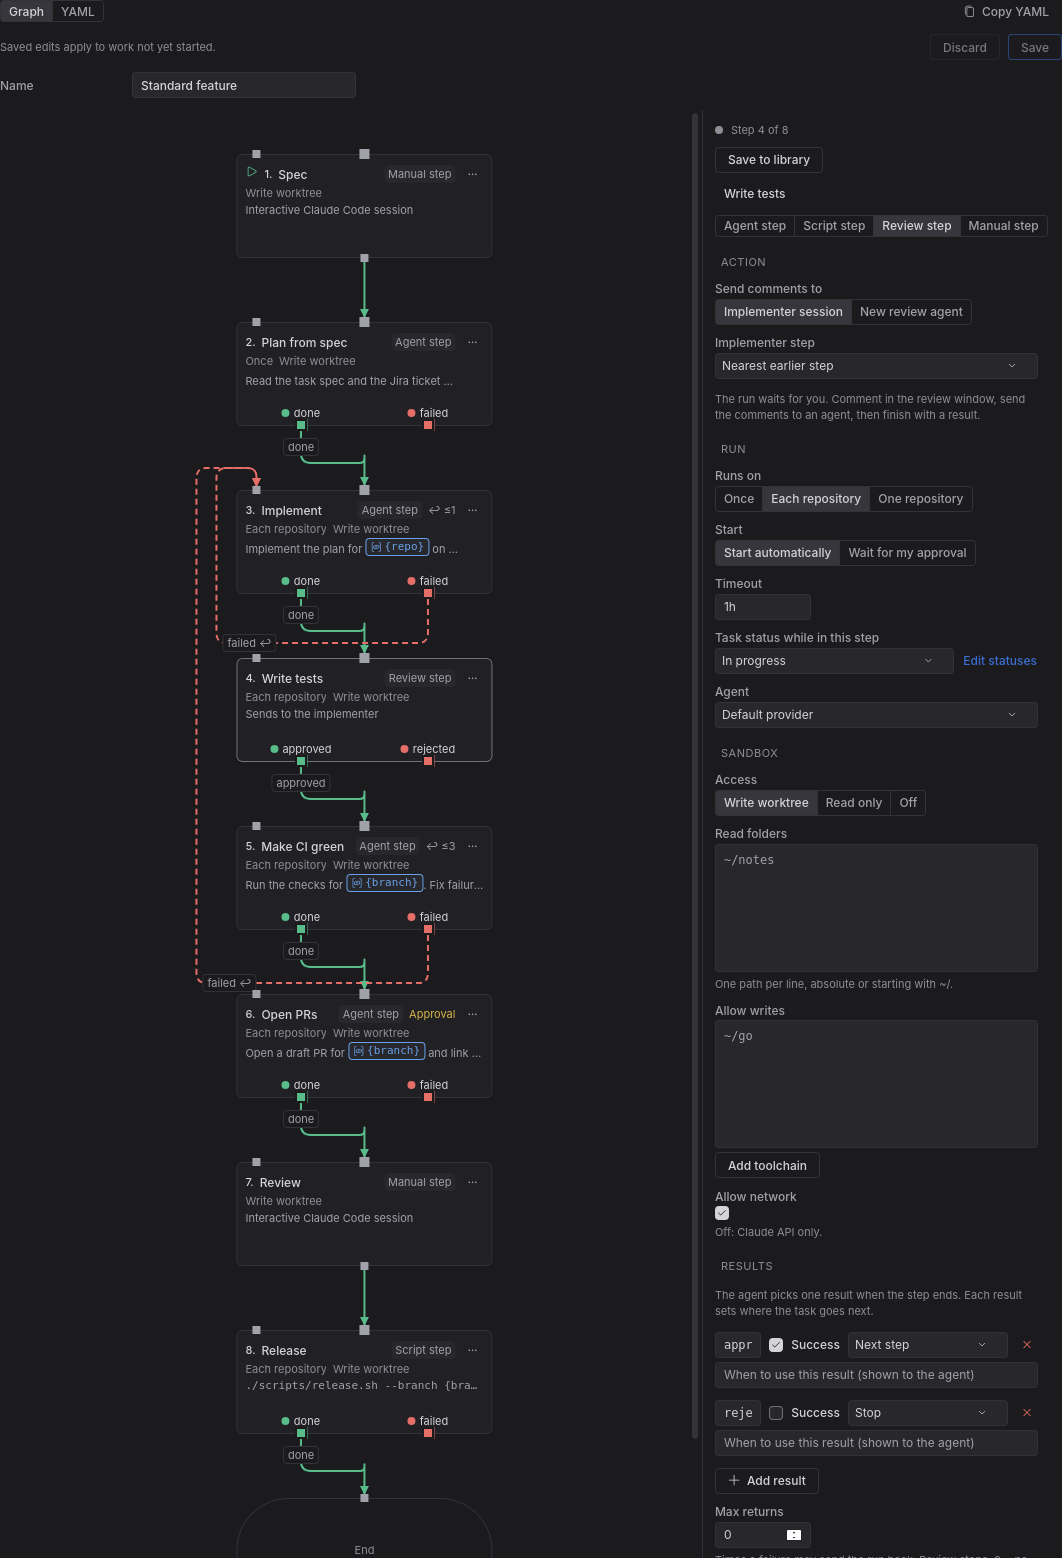 Graph YAML
Copy YAML
Saved edits apply to work not yet started.
Discard Save
Name Standard feature
1. Spec Manual step ...
Write worktree
Interactive Claude Code session
2. Plan from spec Agent step ...
Once Write worktree
Read the task spec and the Jira ticket ...
done failed
done
3. Implement Agent step ↩ ≤1 ...
Each repository Write worktree
Implement the plan for {repo} on ...
done failed
done
failed ↩
4. Write tests Review step ...
Each repository Write worktree
Sends to the implementer
approved rejected
approved
5. Make CI green Agent step ↩ ≤3 ...
Each repository Write worktree
Run the checks for {branch}. Fix failur...
done failed
done
failed ↩
6. Open PRs Agent step Approval ...
Each repository Write worktree
Open a draft PR for {branch} and link ...
done failed
done
7. Review Manual step ...
Write worktree
Interactive Claude Code session
8. Release Script step ...
Each repository Write worktree
./scripts/release.sh --branch {bra…
done failed
done
End
Step 4 of 8
Save to library
Write tests
Agent step Script step Review step Manual step
ACTION
Send comments to
Implementer session New review agent
Implementer step
Nearest earlier step
The run waits for you. Comment in the review window, send
the comments to an agent, then finish with a result.
RUN
Runs on
Once Each repository One repository
Start
Start automatically Wait for my approval
Timeout
1h
Task status while in this step
In progress Edit statuses
Agent
Default provider
SANDBOX
Access
Write worktree Read only Off
Read folders
~/notes
One path per line, absolute or starting with ~/.
Allow writes
~/go
Add toolchain
Allow network
Off: Claude API only.
RESULTS
The agent picks one result when the step ends. Each result
sets where the task goes next.
appr Success Next step ×
When to use this result (shown to the agent)
reje Success Stop ×
When to use this result (shown to the agent)
+ Add result
Max returns
0